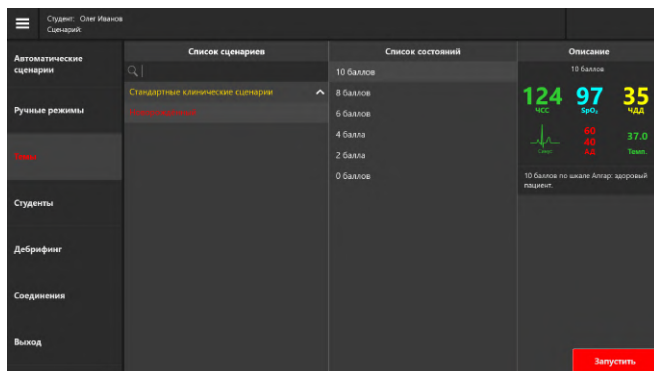 Студент: Олег Иванов
Сценарий:
Автоматические
сценарии
Ручные режимы
Студенты
Дебрифинг
Соединения
Выход
Список сценариев
Стандартные клинические сценарии
Список состояний
10 баллов
8 баллов
6 баллов
4 балла
2 балла
0 баллов
Описание
10 баллов
124 97 35
ЧСС SpO₂ ЧДД
60
40 37.0
Синус АД Темп.
10 баллов по шкале Апгар: здоровый
пациент.
Запустить